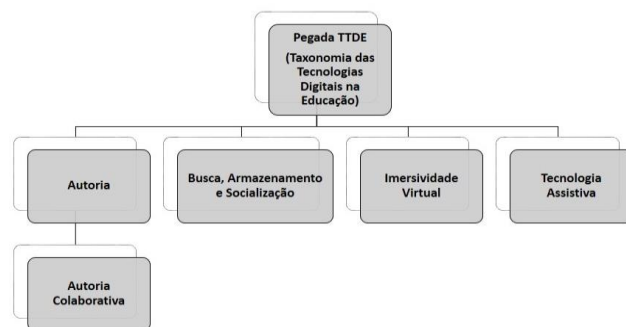 Pegada TTDE
(Taxonomia das
Tecnologias
Digitais na
Educação)
Autoria
Busca, Armazenamento
e Socialização
Imersividade
Virtual
Tecnologia
Assistiva
Autoria
Colaborativa